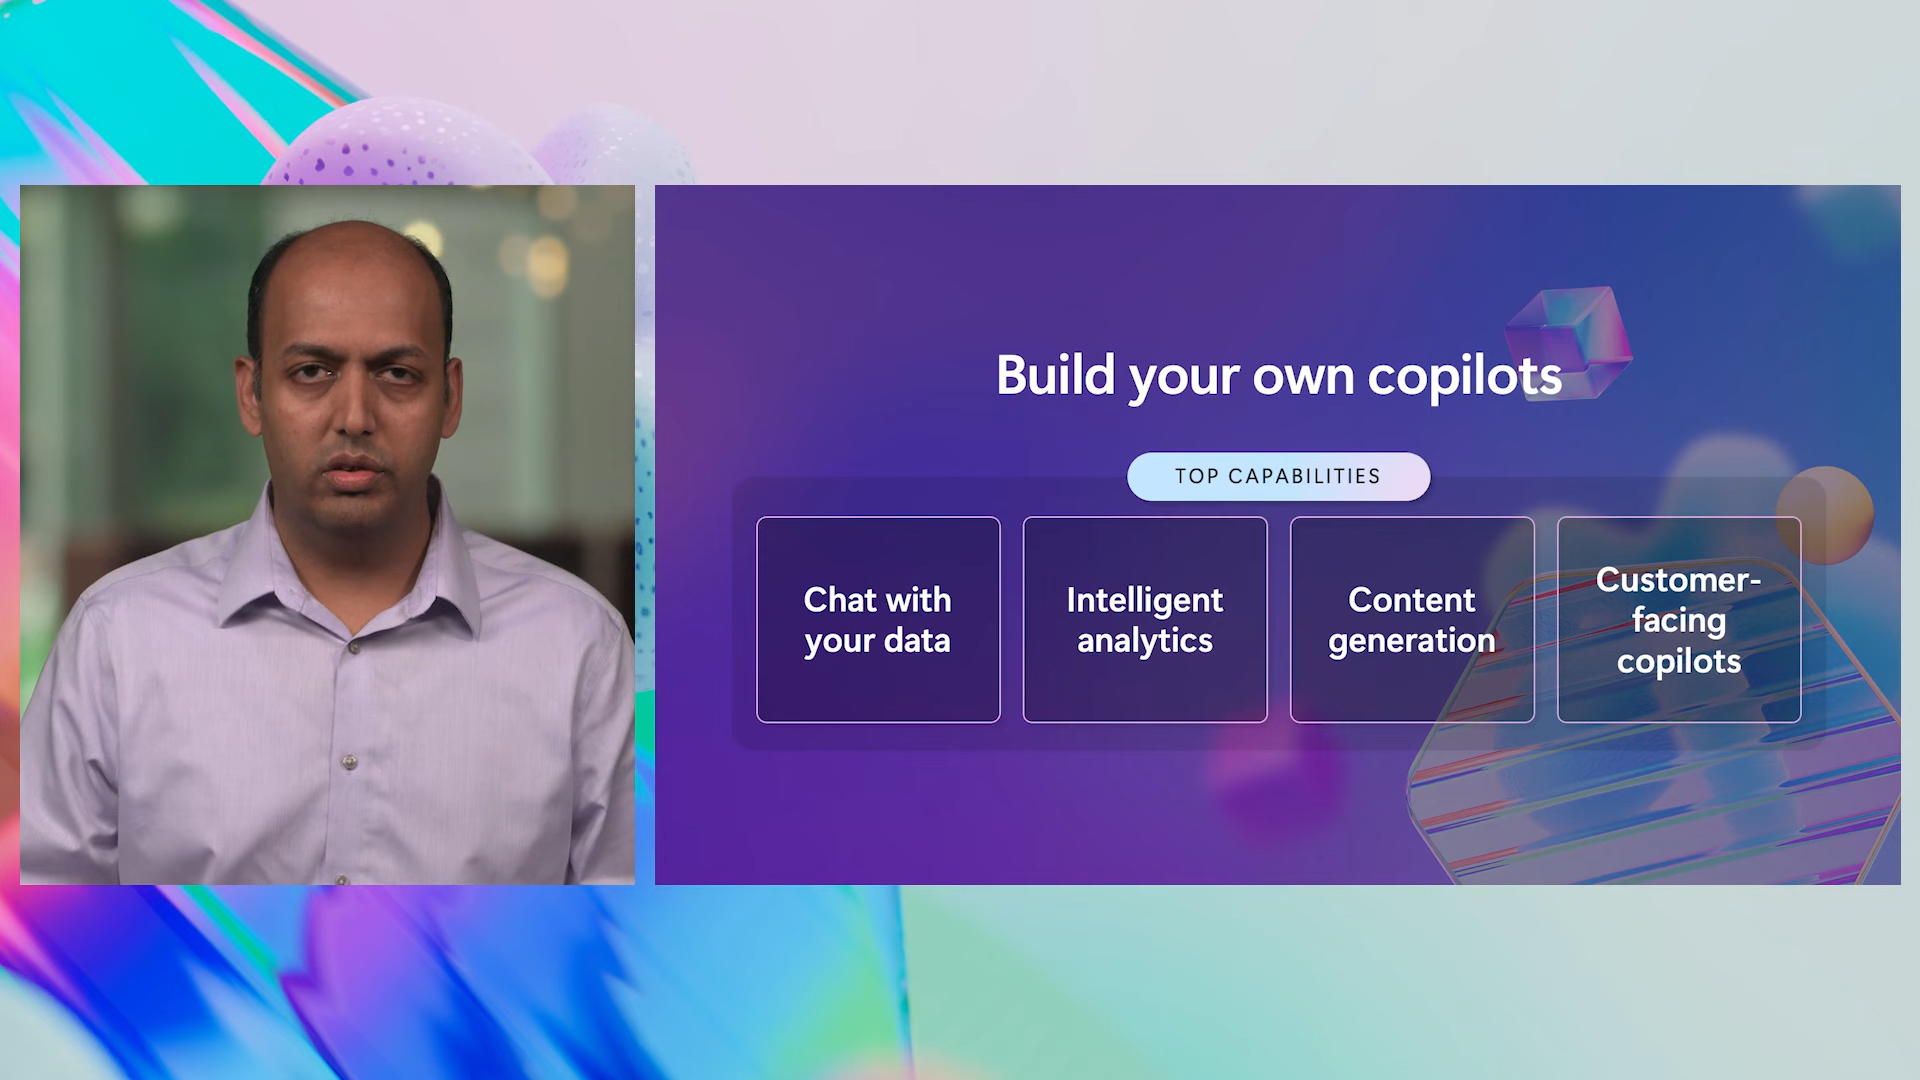 Build your own copilots
TOP CAPABILITIES
Chat with
your data
Intelligent
analytics
Content
generation
Customer-
facing
copilots